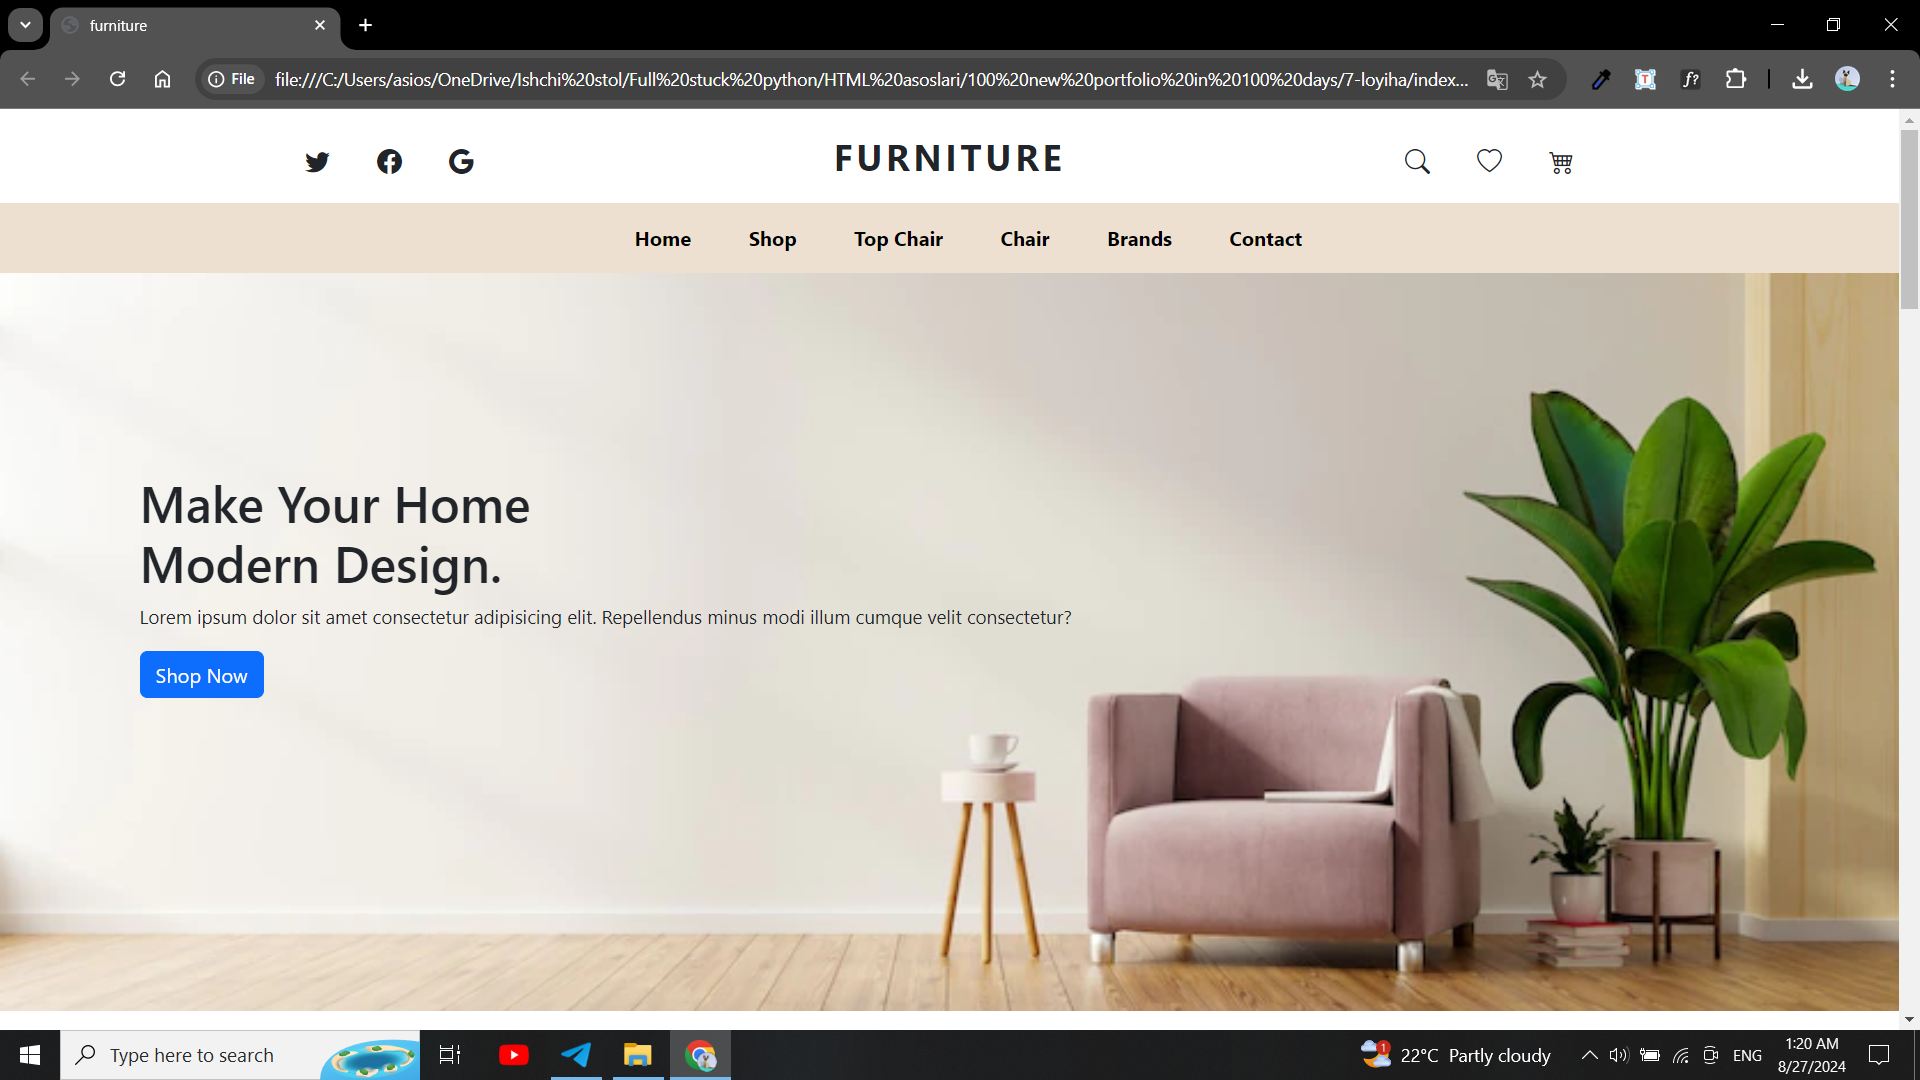 furniture
File
file:///C:/Users/asios/OneDrive/Ishchi%20stol/Full%20stuck%20python/HTML%20asoslari/100%20new%20portfolio%20in%20100%20days/7-loyiha/index...
FURNITURE
Home Shop Top Chair Chair Brands Contact
Make Your Home
Modern Design.
Lorem ipsum dolor sit amet consectetur adipisicing elit. Repellendus minus modi illum cumque velit consectetur?
Shop Now
Type here to search
1
22°C Partly cloudy
ENG
1:20 AM
8/27/2024